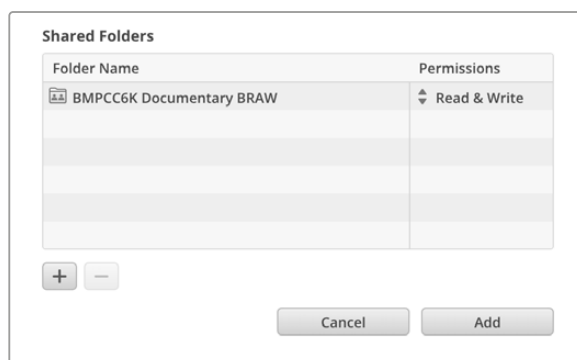 Shared Folders
Folder Name Permissions
BMPCC6K Documentary BRAW Read & Write
+ −
Cancel Add